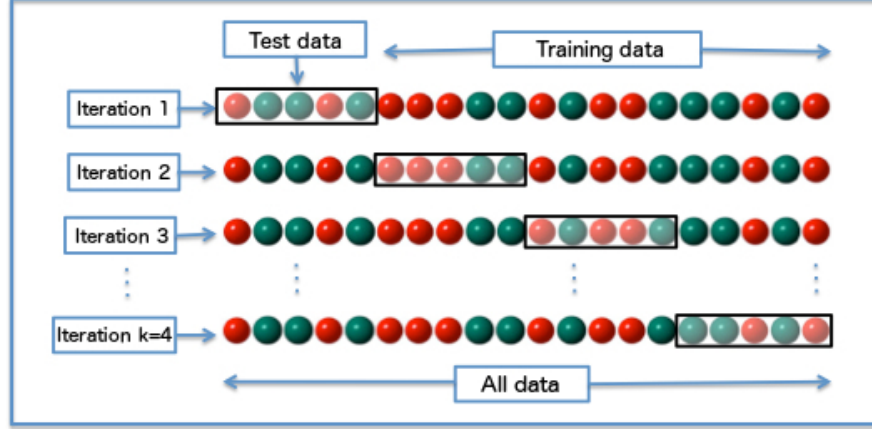 Test data
Training data
Iteration 1
Iteration 2
Iteration 3
Iteration k=4
All data